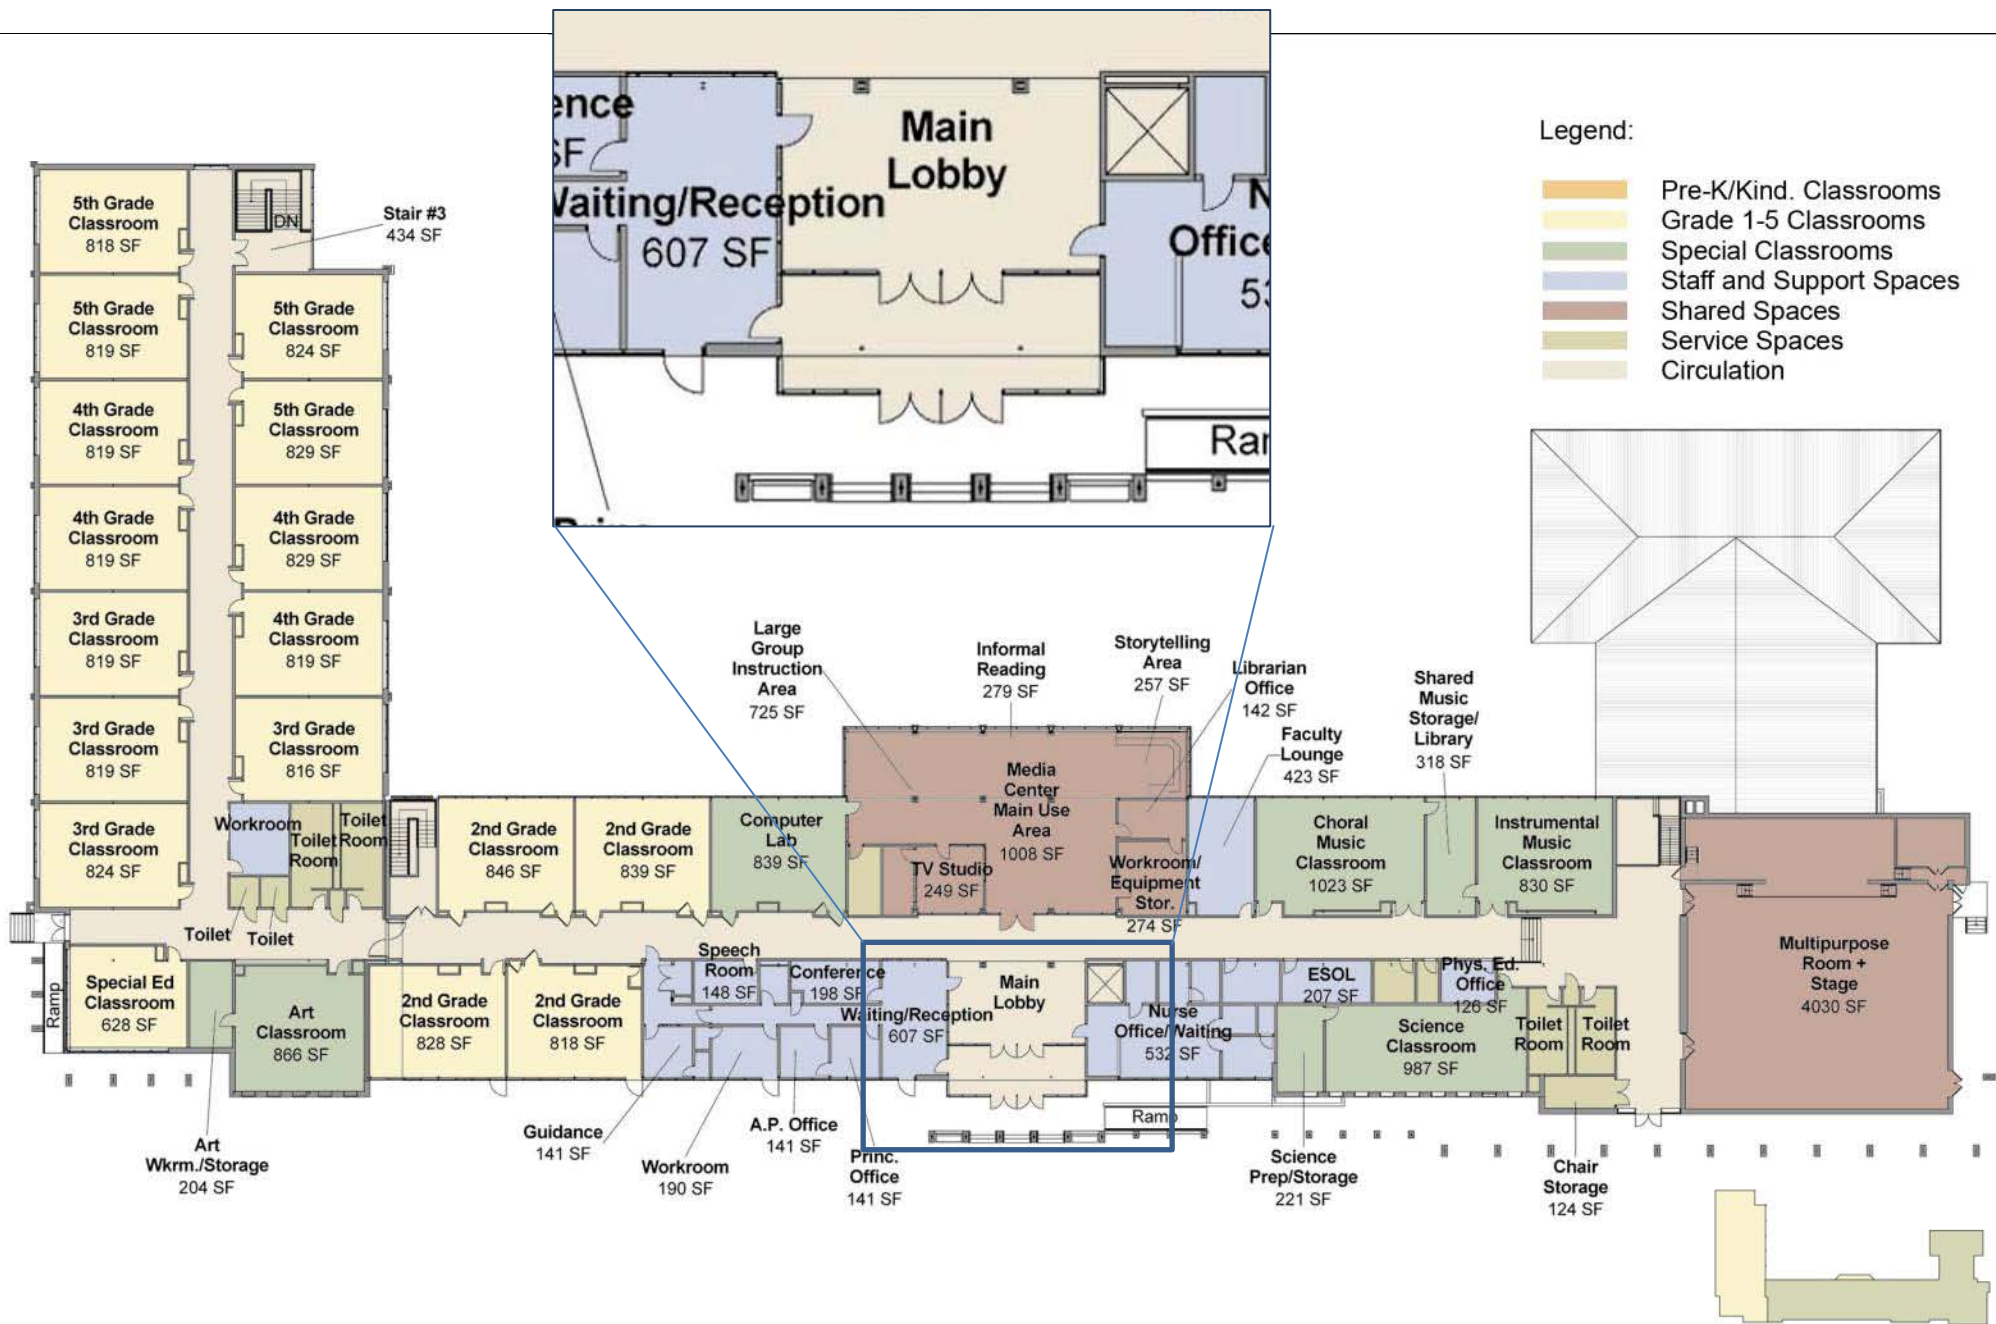 ence
SF
Waiting/Reception
607 SF
Main
Lobby
N
Office
53
Ram
Legend:
Pre-K/Kind. Classrooms
Grade 1-5 Classrooms
Special Classrooms
Staff and Support Spaces
Shared Spaces
Service Spaces
Circulation
5th Grade
Classroom
818 SF
DN
Stair #3
434 SF
5th Grade
Classroom
819 SF
5th Grade
Classroom
824 SF
4th Grade
Classroom
819 SF
5th Grade
Classroom
829 SF
4th Grade
Classroom
819 SF
4th Grade
Classroom
829 SF
3rd Grade
Classroom
819 SF
4th Grade
Classroom
819 SF
3rd Grade
Classroom
819 SF
3rd Grade
Classroom
816 SF
3rd Grade
Classroom
824 SF
Workroom
Toilet
Room
Toilet
Room
Toilet
Toilet
2nd Grade
Classroom
846 SF
2nd Grade
Classroom
839 SF
Computer
Lab
839 SF
Large
Group
Instruction
Area
725 SF
Informal
Reading
279 SF
Storytelling
Area
257 SF
Librarian
Office
142 SF
Faculty
Lounge
423 SF
Shared
Music
Storage/
Library
318 SF
Media
Center
Main Use
Area
1008 SF
TV Studio
249 SF
Workroom/
Equipment
Stor.
274 SF
Choral
Music
Classroom
1023 SF
Instrumental
Music
Classroom
830 SF
Multipurpose
Room +
Stage
4030 SF
Ramp
Special Ed
Classroom
628 SF
Art
Classroom
866 SF
2nd Grade
Classroom
828 SF
2nd Grade
Classroom
818 SF
Speech
Room
148 SF
Conference
198 SF
Waiting/Reception
607 SF
Main
Lobby
Nurse
Office/Waiting
532 SF
ESOL
207 SF
Phys. Ed.
Office
126 SF
Science
Classroom
987 SF
Toilet
Room
Toilet
Room
Ramp
Art
Wkrm./Storage
204 SF
Guidance
141 SF
Workroom
190 SF
A.P. Office
141 SF
Princ.
Office
141 SF
Science
Prep/Storage
221 SF
Chair
Storage
124 SF